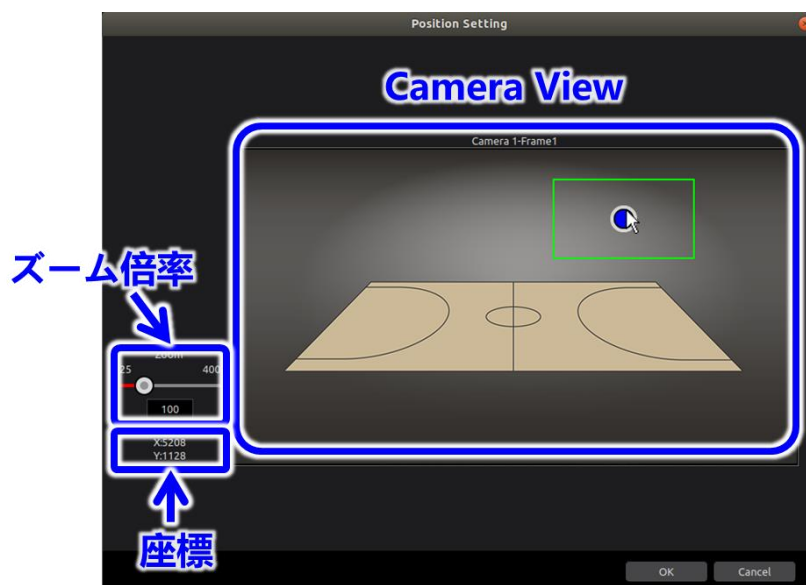 Position Setting
Camera View
Camera 1-Frame1
ズーム倍率
Zoom
25 400
100
X:5208
Y:1128
座標
OK Cancel